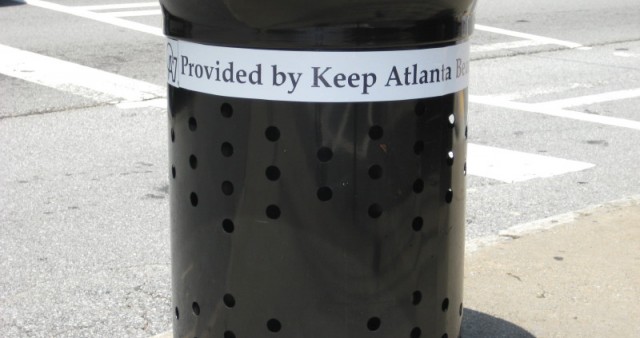 Provided by Keep Atlanta